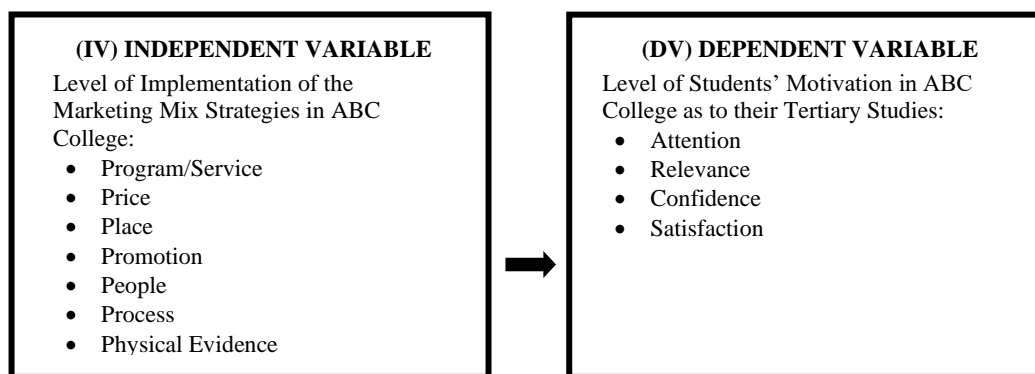 (IV) INDEPENDENT VARIABLE
Level of Implementation of the
Marketing Mix Strategies in ABC
College:
• Program/Service
• Price
• Place
• Promotion
• People
• Process
• Physical Evidence
(DV) DEPENDENT VARIABLE
Level of Students’ Motivation in ABC
College as to their Tertiary Studies:
• Attention
• Relevance
• Confidence
• Satisfaction